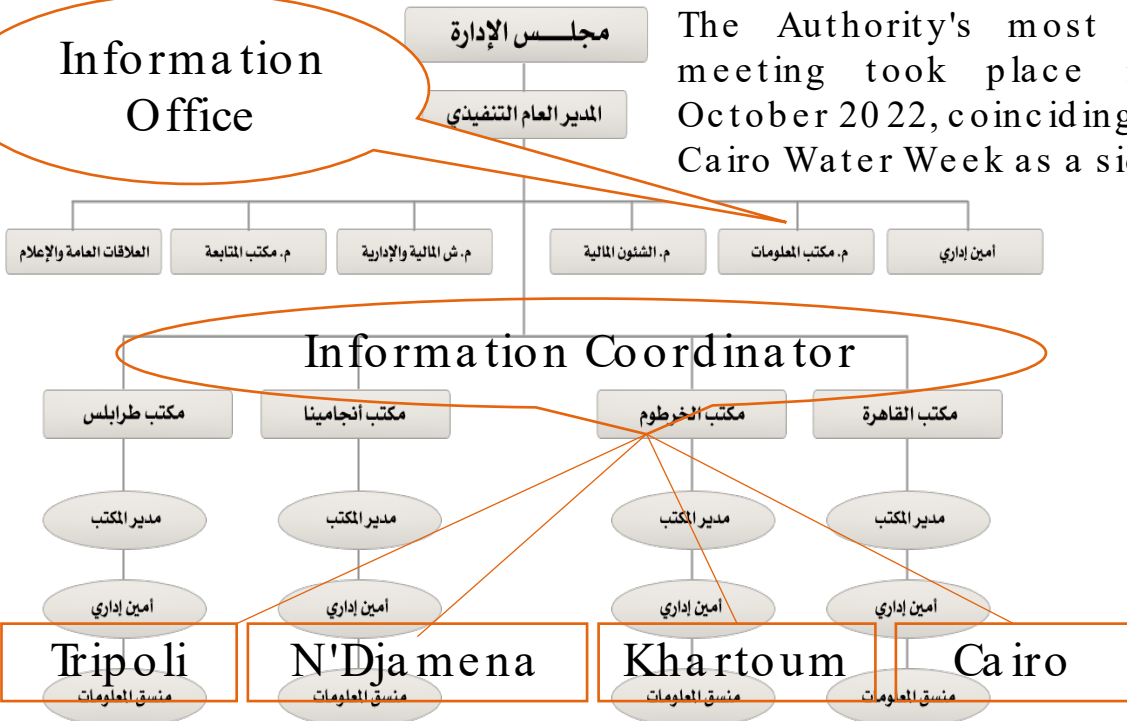 مجلـــس الإدارة
المدير العام التنفيذي
Information
Office
The Authority's most
meeting took place
October 2022, coinciding
Cairo Water Week as a
العلاقات العامة والإعلام
م. مكتب المتابعة
م. ش المالية والإدارية
م. الشئون المالية
م. مكتب المعلومات
أمين إداري
Information Coordinator
مكتب طرابلس
مكتب أنجامينا
مكتب الخرطوم
مكتب القاهرة
مدير المكتب
مدير المكتب
مدير المكتب
مدير المكتب
أمين إداري
أمين إداري
أمين إداري
أمين إداري
Tripoli
N'Djamena
Khartoum
Cairo
منسق المعلومات
منسق المعلومات
منسق المعلومات
منسق المعلومات